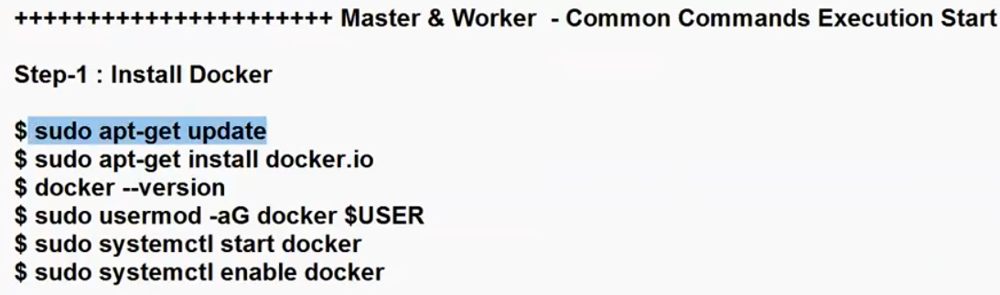 ++++++++++++++++++++++ Master & Worker  - Common Commands Execution Start
Step-1 : Install Docker
$ sudo apt-get update
$ sudo apt-get install docker.io
$ docker --version
$ sudo usermod -aG docker $USER
$ sudo systemctl start docker
$ sudo systemctl enable docker